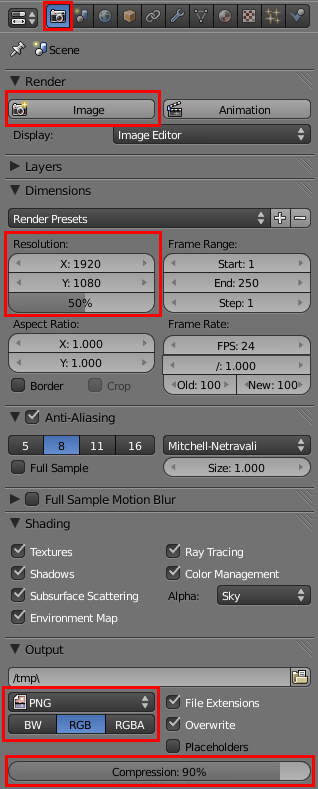 Scene
Render
Image Animation
Display: Image Editor
Layers
Dimensions
Render Presets
Resolution: Frame Range:
X: 1920 Start: 1
Y: 1080 End: 250
50% Step: 1
Aspect Ratio: Frame Rate:
X: 1.000 FPS: 24
Y: 1.000 /: 1.000
Border Crop Old: 100 New: 100
Anti-Aliasing
5 8 11 16 Mitchell-Netravali
Full Sample Size: 1.000
Full Sample Motion Blur
Shading
Textures Ray Tracing
Shadows Color Management
Subsurface Scattering Alpha: Sky
Environment Map
Output
/tmp\
PNG File Extensions
BW RGB RGBA Overwrite
Placeholders
Compression: 90%